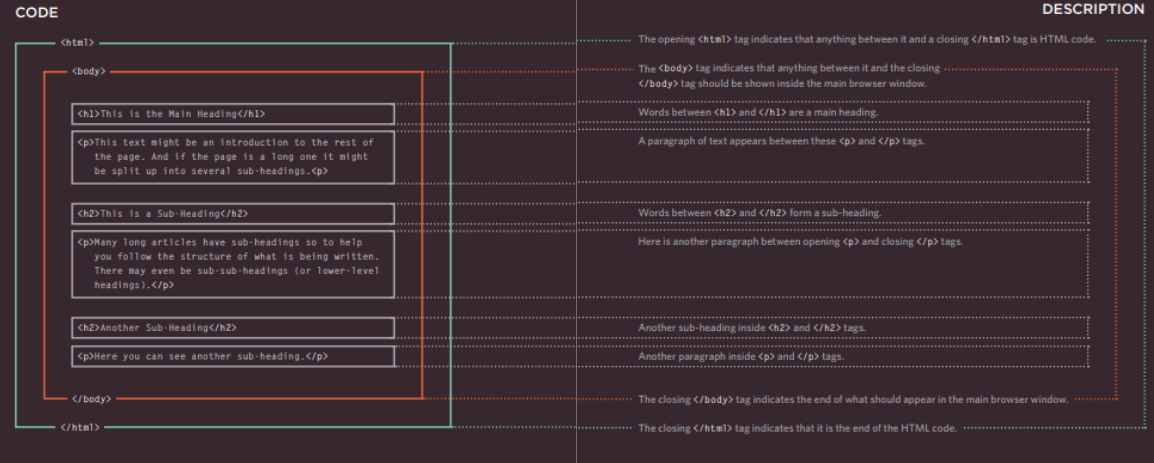 CODE
DESCRIPTION
<html>
The opening <html> tag indicates that anything between it and a closing </html> tag is HTML code.
<body>
The <body> tag indicates that anything between it and the closing
</body> tag should be shown inside the main browser window.
<h1>This is the Main Heading</h1>
Words between <h1> and </h1> are a main heading.
<p>This text might be an introduction to the rest of
the page. And if the page is a long one it might
be split up into several sub-headings.<p>
A paragraph of text appears between these <p> and </p> tags.
<h2>This is a Sub-Heading</h2>
Words between <h2> and </h2> form a sub-heading.
<p>Many long articles have sub-headings so to help
you follow the structure of what is being written.
There may even be sub-sub-headings (or lower-level
headings).</p>
Here is another paragraph between opening <p> and closing </p> tags.
<h2>Another Sub-Heading</h2>
Another sub-heading inside <h2> and </h2> tags.
<p>Here you can see another sub-heading.</p>
Another paragraph inside <p> and </p> tags.
</body>
The closing </body> tag indicates the end of what should appear in the main browser window.
</html>
The closing </html> tag indicates that it is the end of the HTML code.